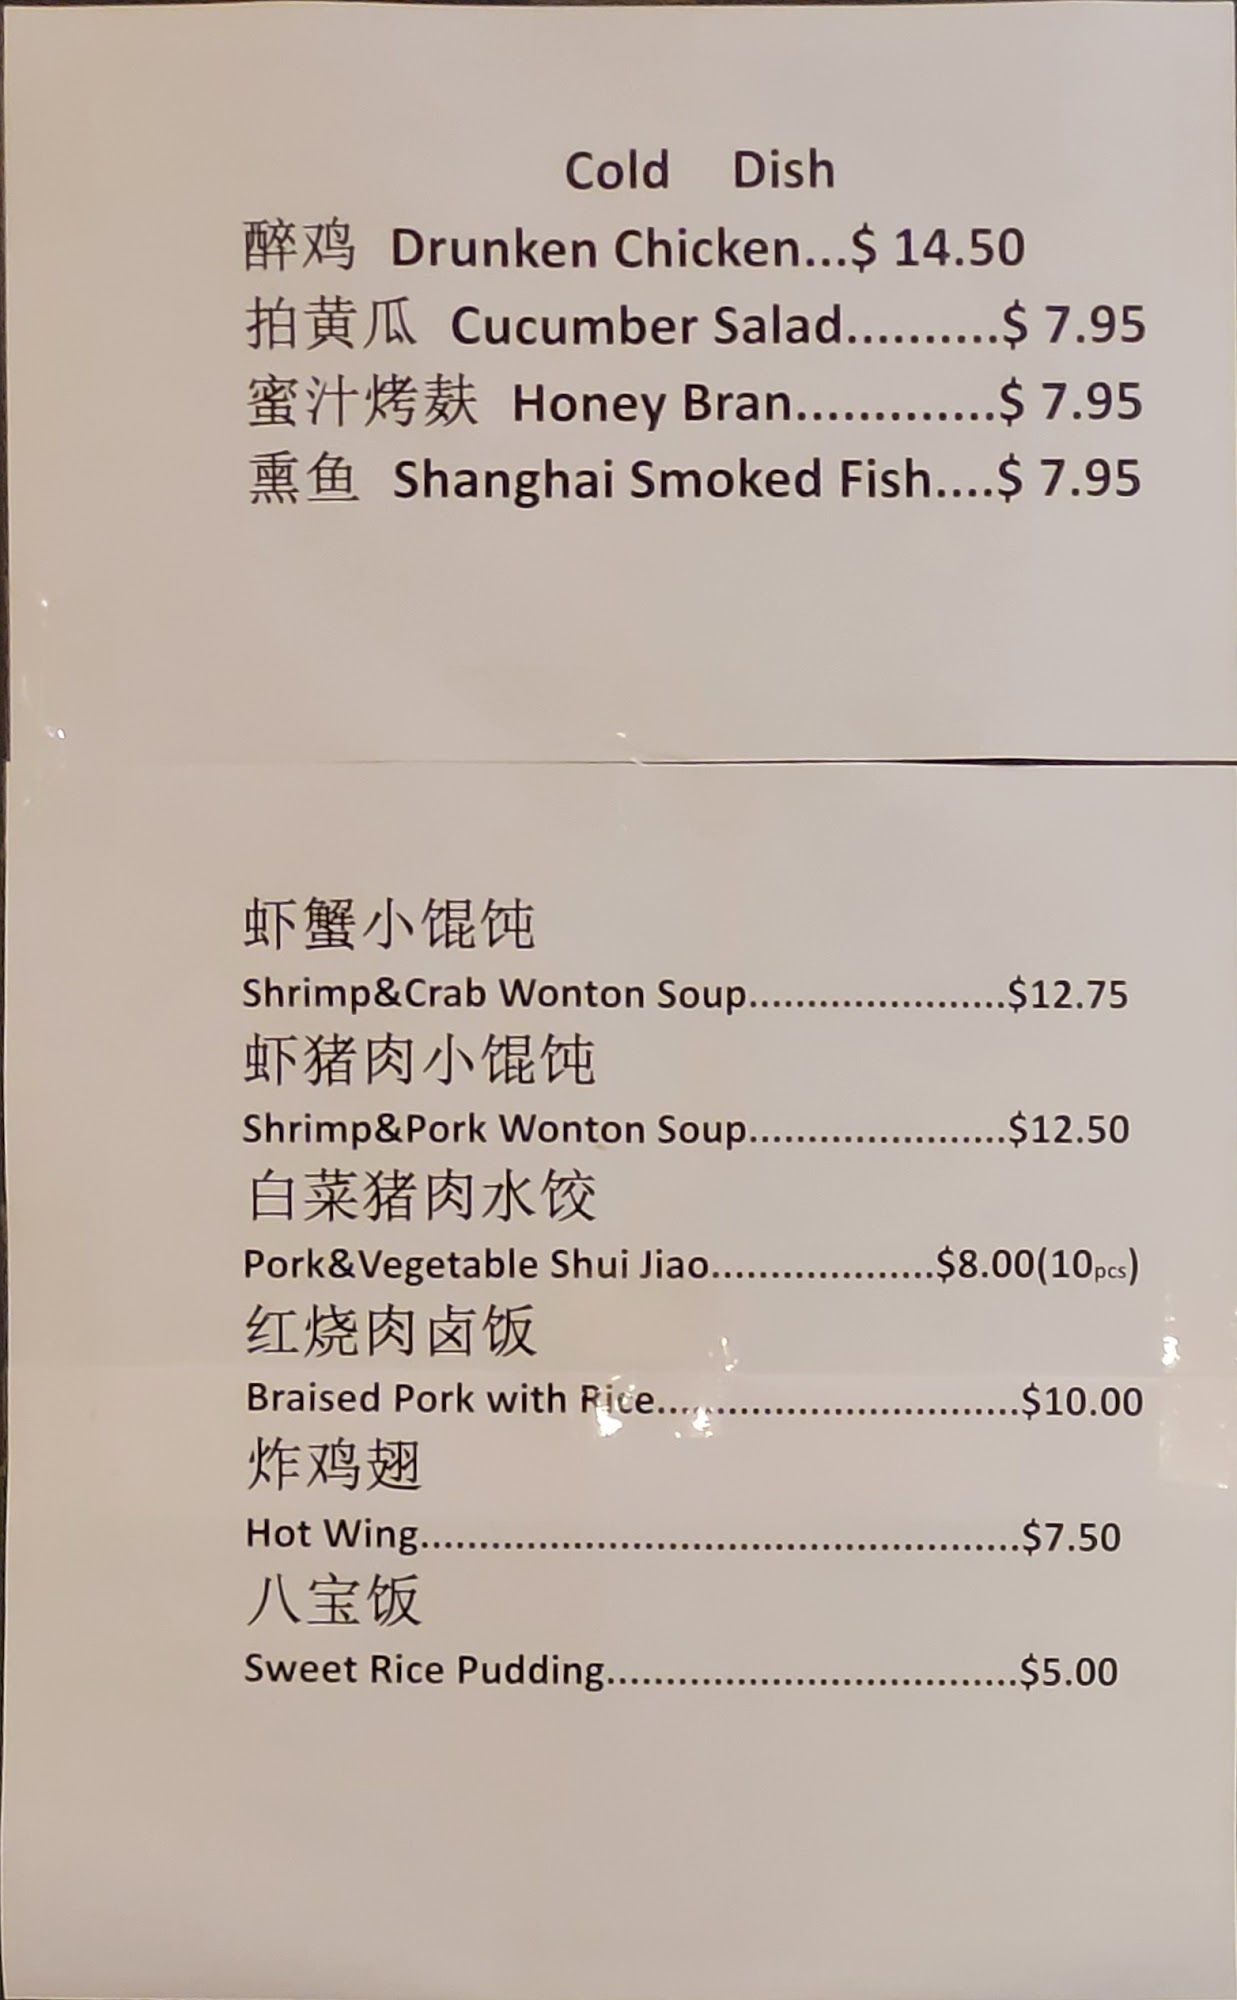 Cold Dish
醉鸡 Drunken Chicken...$ 14.50
拍黄瓜 Cucumber Salad..........$ 7.95
蜜汁烤麸 Honey Bran.............$ 7.95
熏鱼 Shanghai Smoked Fish....$ 7.95
虾蟹小馄饨
Shrimp&Crab Wonton Soup......................$12.75
虾猪肉小馄饨
Shrimp&Pork Wonton Soup......................$12.50
白菜猪肉水饺
Pork&Vegetable Shui Jiao...................$8.00(10pcs)
红烧肉卤饭
Braised Pork with Rice...............................$10.00
炸鸡翅
Hot Wing...................................................$7.50
八宝饭
Sweet Rice Pudding...................................$5.00